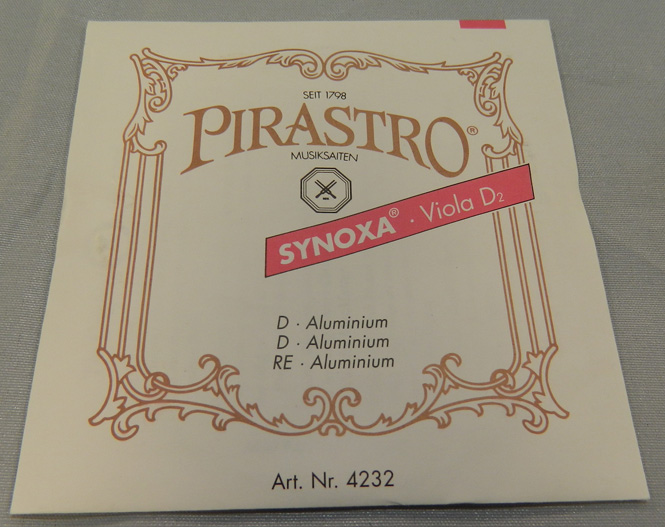 SEIT 1798
PIRASTRO®
MUSIKSAITEN
SYNOXA® · Viola D₂
D · Aluminium
D · Aluminium
RE · Aluminium
Art. Nr. 4232